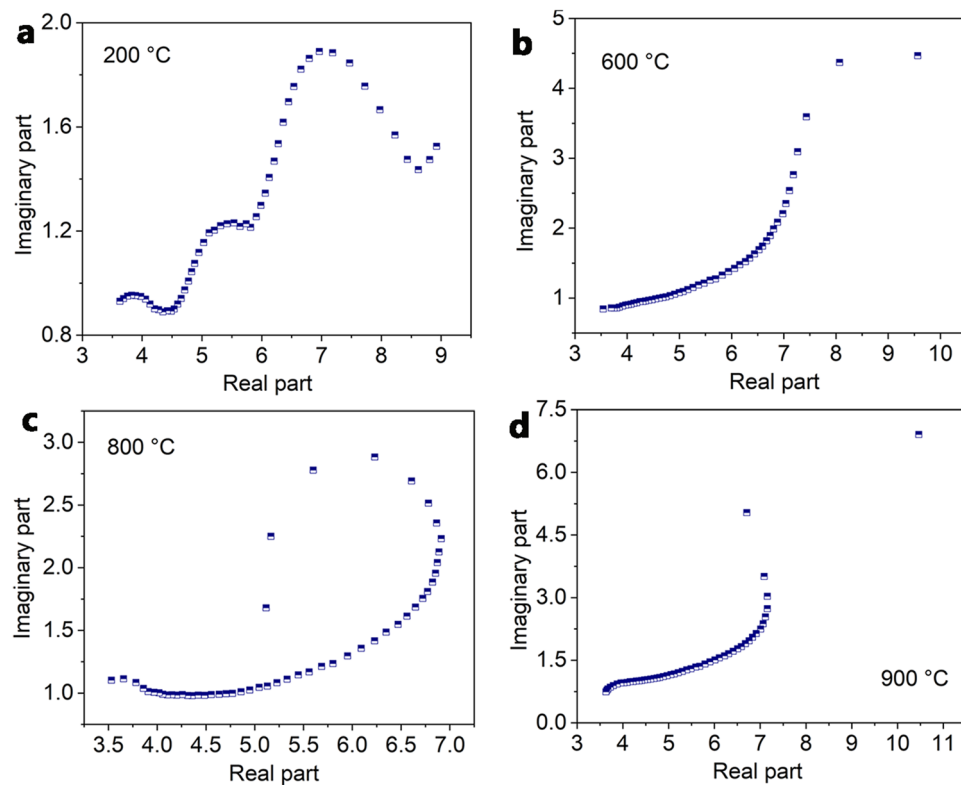 a
200 °C
2.0
1.6
1.2
0.8
Imaginary part
3 4 5 6 7 8 9
Real part
b
600 °C
5
4
3
2
1
Imaginary part
3 4 5 6 7 8 9 10
Real part
c
800 °C
3.0
2.5
2.0
1.5
1.0
Imaginary part
3.5 4.0 4.5 5.0 5.5 6.0 6.5 7.0
Real part
d
7.5
6.0
4.5
3.0
1.5
0.0
Imaginary part
900 °C
3 4 5 6 7 8 9 10 11
Real part